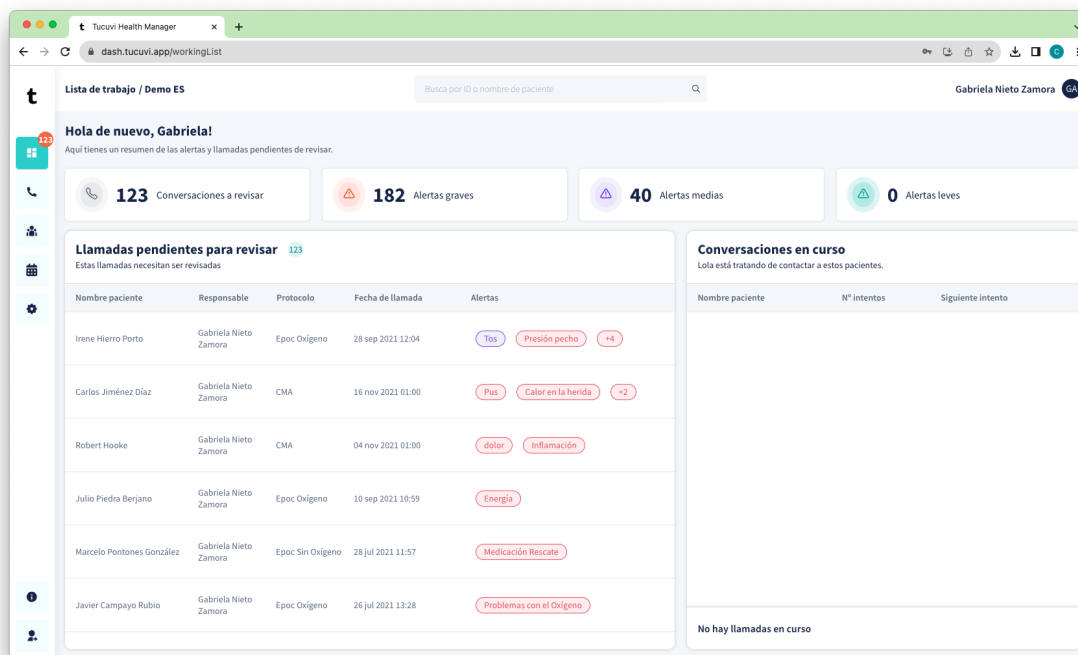 t Tucuvi Health Manager
dash.tucuvi.app/workingList
C
t
Lista de trabajo / Demo ES
Busca por ID o nombre de paciente
Gabriela Nieto Zamora GA
123
Hola de nuevo, Gabriela!
Aquí tienes un resumen de las alertas y llamadas pendientes de revisar.
123 Conversaciones a revisar
182 Alertas graves
40 Alertas medias
0 Alertas leves
Llamadas pendientes para revisar 123
Estas llamadas necesitan ser revisadas
Nombre paciente Responsable Protocolo Fecha de llamada Alertas
Irene Hierro Porto Gabriela Nieto Zamora Epoc Oxígeno 28 sep 2021 12:04 Tos Presión pecho +4
Carlos Jiménez Díaz Gabriela Nieto Zamora CMA 16 nov 2021 01:00 Pus Calor en la herida +2
Robert Hooke Gabriela Nieto Zamora CMA 04 nov 2021 01:00 dolor Inflamación
Julio Piedra Berjano Gabriela Nieto Zamora Epoc Oxígeno 10 sep 2021 10:59 Energía
Marcelo Pontones González Gabriela Nieto Zamora Epoc Sin Oxígeno 28 jul 2021 11:57 Medicación Rescate
Javier Campayo Rubio Gabriela Nieto Zamora Epoc Oxígeno 26 jul 2021 13:28 Problemas con el Oxígeno
Conversaciones en curso
Lola está tratando de contactar a estos pacientes.
Nombre paciente Nº intentos Siguiente intento
No hay llamadas en curso